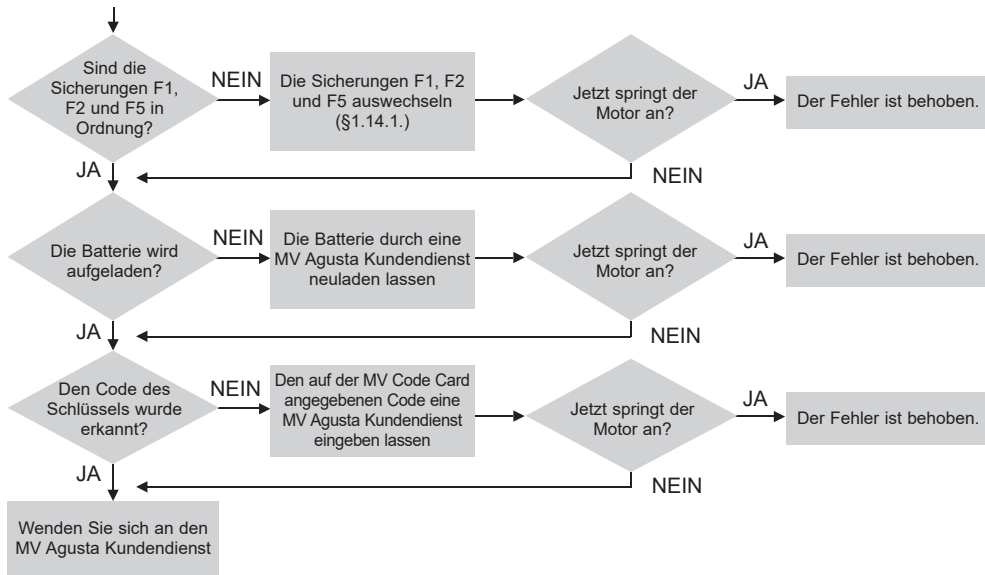 Sind die
Sicherungen F1,
F2 und F5 in
Ordnung?
NEIN
Die Sicherungen F1, F2
und F5 auswechseln
(§1.14.1.)
Jetzt springt der
Motor an?
JA
Der Fehler ist behoben.
JA
NEIN
Die Batterie wird
aufgeladen?
NEIN
Die Batterie durch eine
MV Agusta Kundendienst
neuladen lassen
Jetzt springt der
Motor an?
JA
Der Fehler ist behoben.
JA
NEIN
Den Code des
Schlüssels wurde
erkannt?
NEIN
Den auf der MV Code Card
angegebenen Code eine
MV Agusta Kundendienst
eingeben lassen
Jetzt springt der
Motor an?
JA
Der Fehler ist behoben.
JA
NEIN
Wenden Sie sich an den
MV Agusta Kundendienst